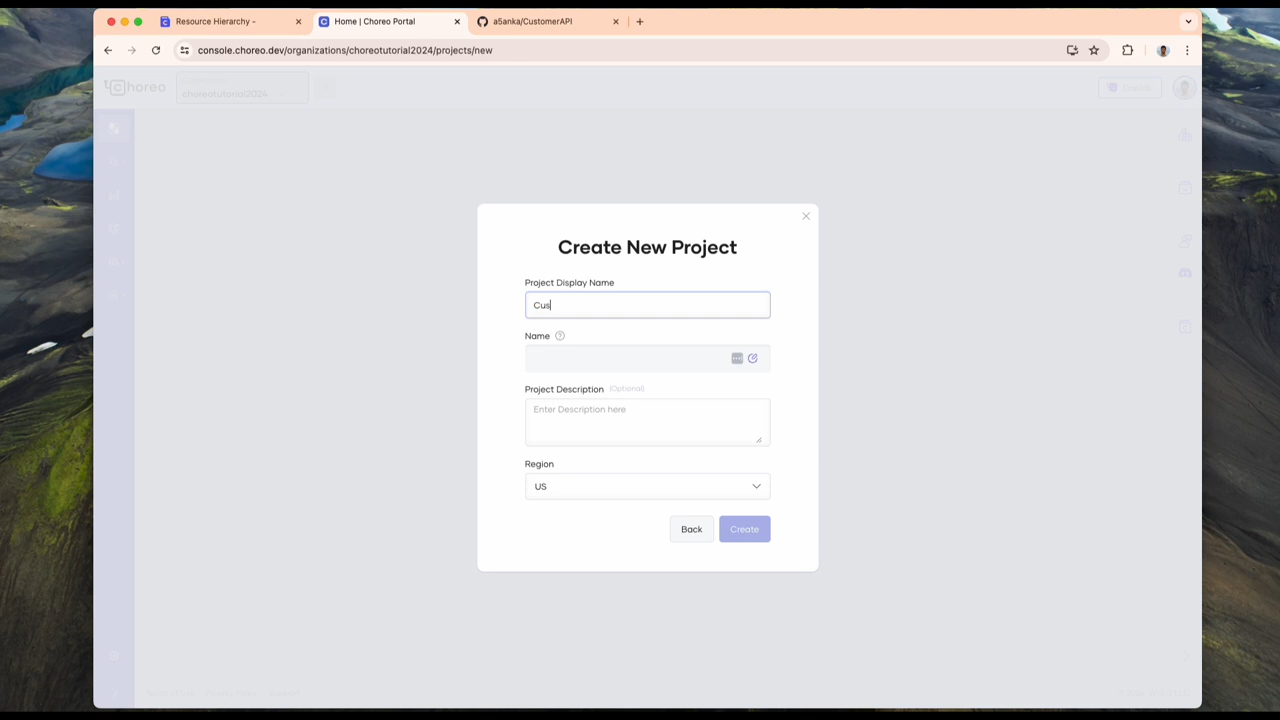 Resource Hierarchy -
Home | Choreo Portal
a5anka/CustomerAPI
console.choreo.dev/organizations/choreotutorial2024/projects/new
Choreo
choreotutorial2024
Create New Project
Project Display Name
Cus
Name
Project Description (Optional)
Enter Description here
Region
US
Back
Create